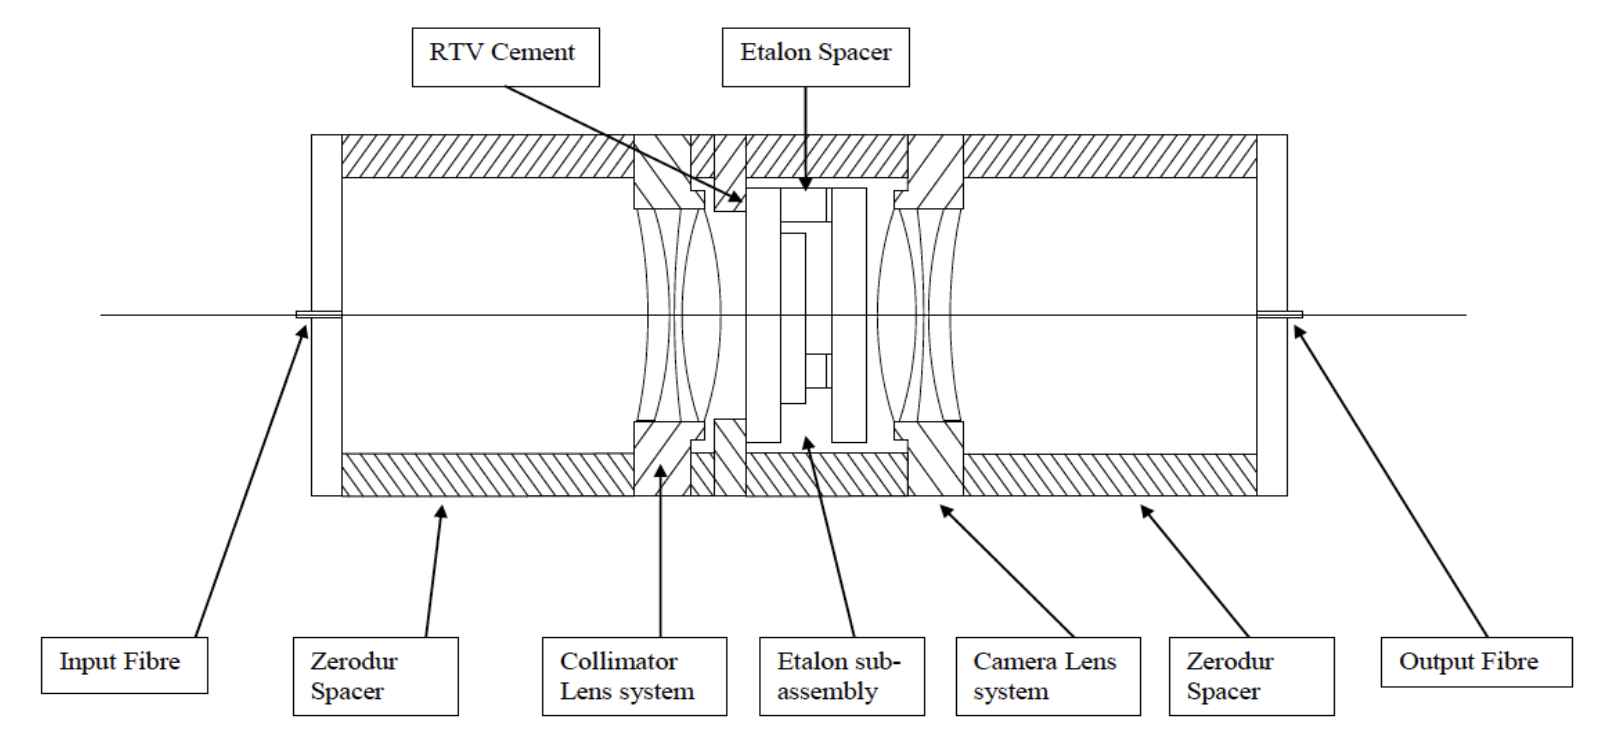 RTV Cement
Etalon Spacer
Input Fibre
Zerodur
Spacer
Collimator
Lens system
Etalon sub-
assembly
Camera Lens
system
Zerodur
Spacer
Output Fibre